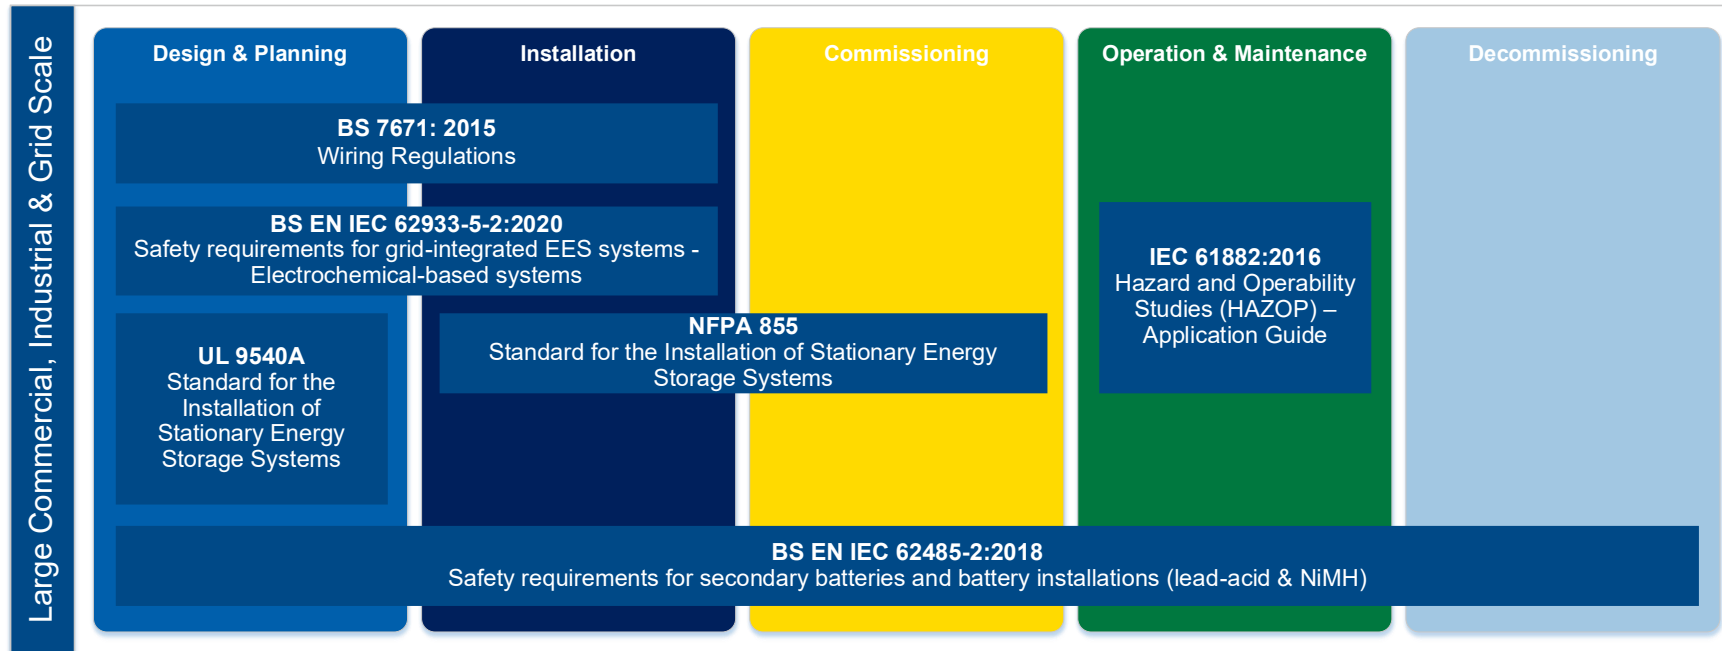 Large Commercial, Industrial & Grid Scale
Design & Planning
Installation
Commissioning
Operation & Maintenance
Decommissioning
BS 7671: 2015
Wiring Regulations
BS EN IEC 62933-5-2:2020
Safety requirements for grid-integrated EES systems -
Electrochemical-based systems
UL 9540A
Standard for the
Installation of
Stationary Energy
Storage Systems
NFPA 855
Standard for the Installation of Stationary Energy
Storage Systems
IEC 61882:2016
Hazard and Operability
Studies (HAZOP) –
Application Guide
BS EN IEC 62485-2:2018
Safety requirements for secondary batteries and battery installations (lead-acid & NiMH)